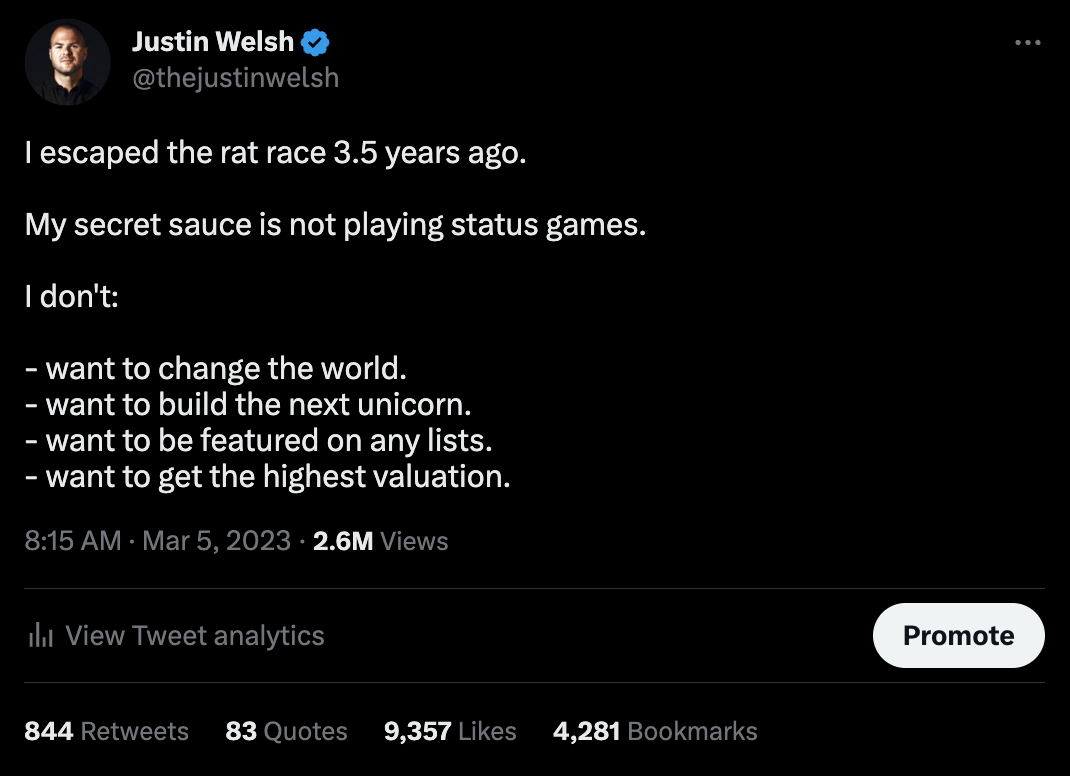 Justin Welsh
@thejustinwelsh
I escaped the rat race 3.5 years ago.
My secret sauce is not playing status games.
I don't:
- want to change the world.
- want to build the next unicorn.
- want to be featured on any lists.
- want to get the highest valuation.
8:15 AM · Mar 5, 2023 · 2.6M Views
View Tweet analytics
Promote
844 Retweets 83 Quotes 9,357 Likes 4,281 Bookmarks